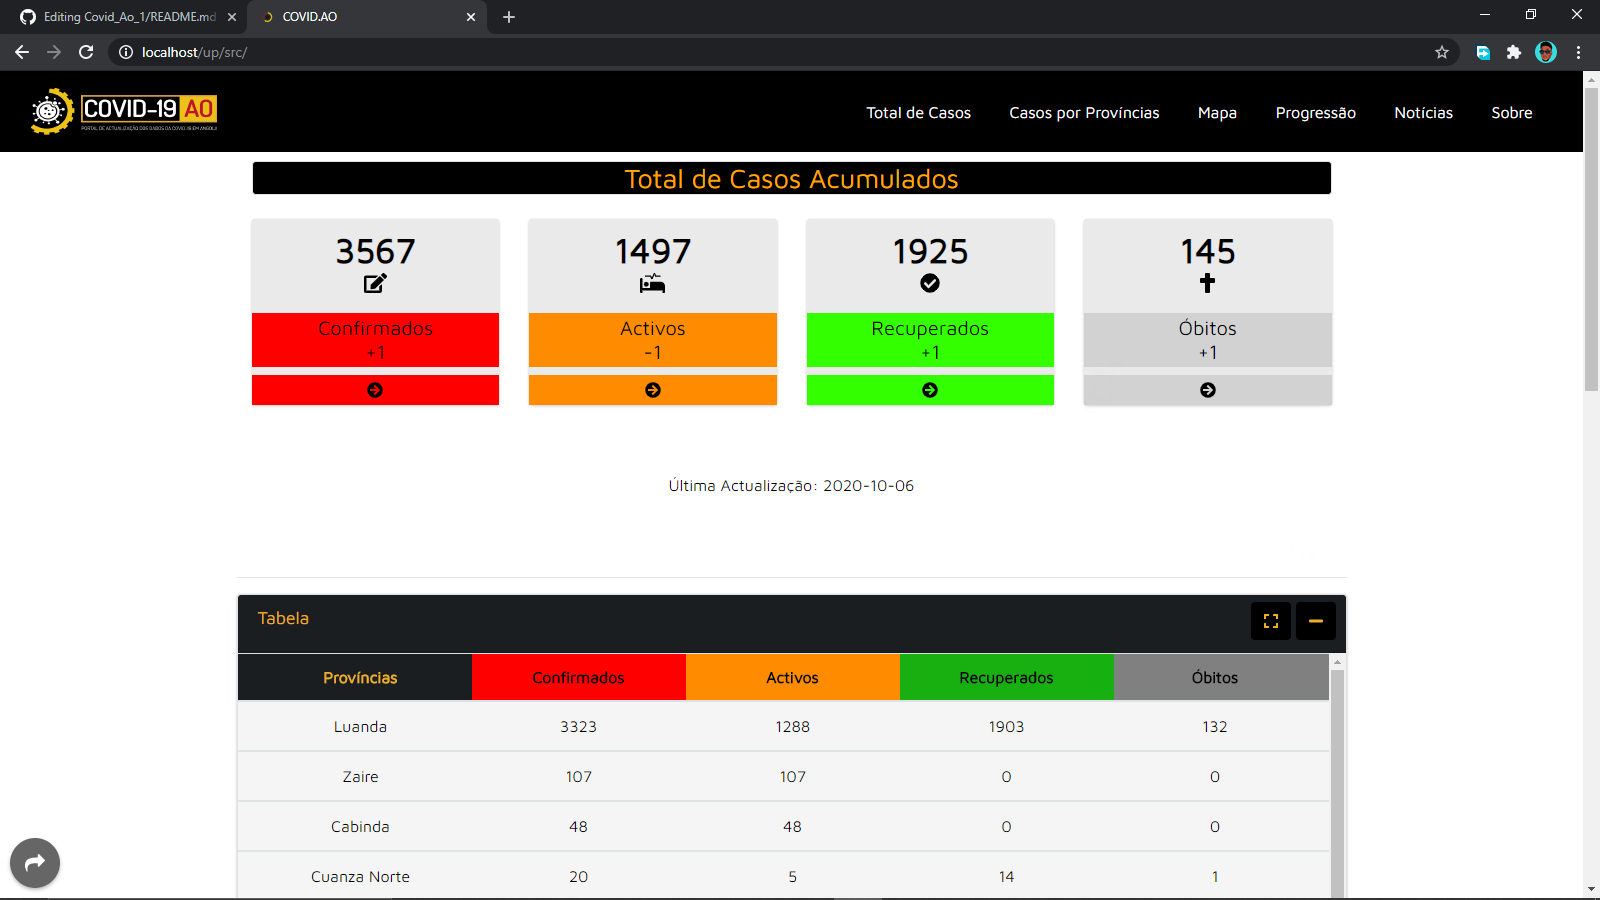 Editing Covid_Ao_1/README.md
COVID.AO
localhost/up/src/
COVID-19 AO
PORTAL DE ACTUALIZAÇÃO DOS DADOS DA COVID-19 EM ANGOLA
Total de Casos
Casos por Províncias
Mapa
Progressão
Notícias
Sobre
Total de Casos Acumulados
3567
1497
1925
145
Confirmados
Activos
Recuperados
Óbitos
+1
-1
+1
+1
Última Actualização: 2020-10-06
Tabela
Províncias Confirmados Activos Recuperados Óbitos
Luanda 3323 1288 1903 132
Zaire 107 107 0 0
Cabinda 48 48 0 0
Cuanza Norte 20 5 14 1